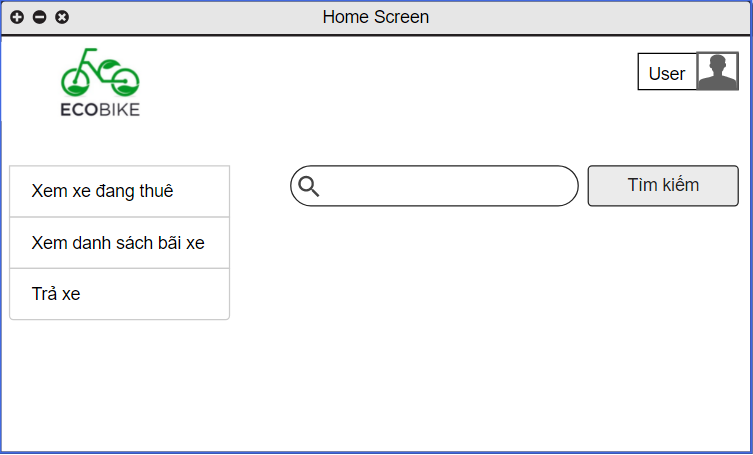 Home Screen
ECOBIKE
User
Xem xe đang thuê
Tìm kiếm
Xem danh sách bãi xe
Trả xe